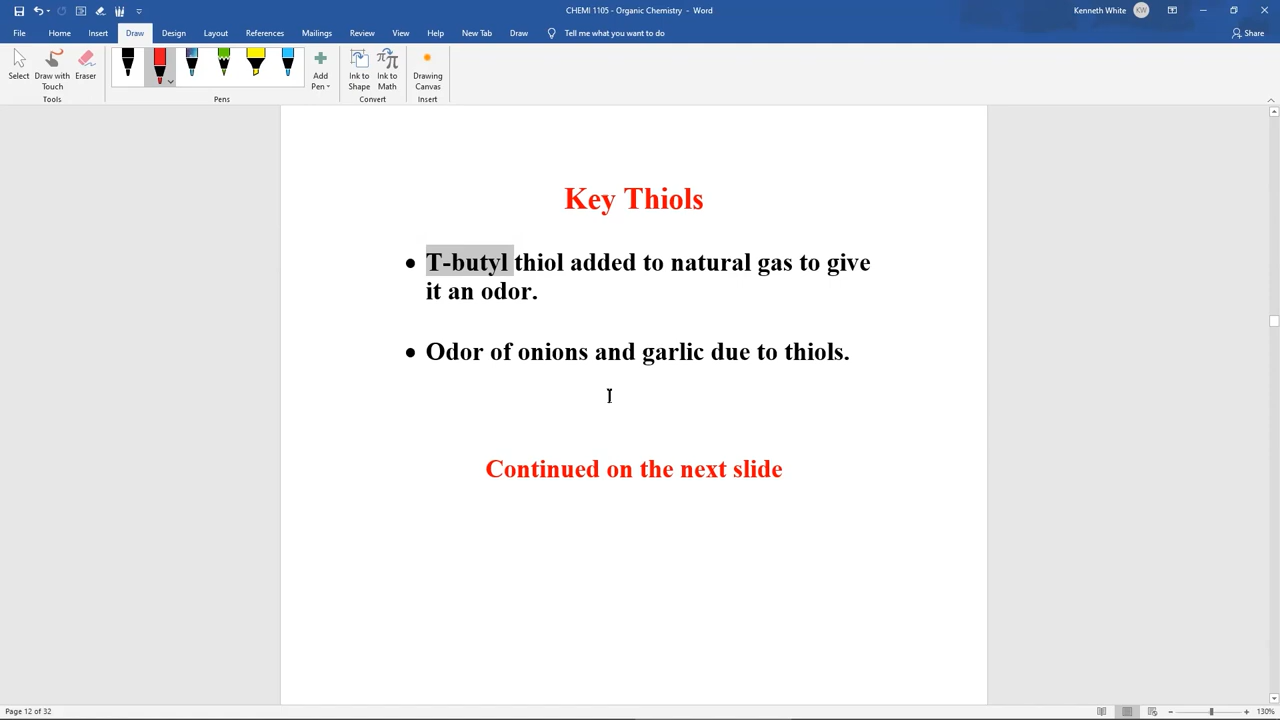 CHEMI 1105 - Organic Chemistry - Word
Kenneth White KW
File Home Insert Draw Design Layout References Mailings Review View Help New Tab Draw Tell me what you want to do Share
Select
Draw with Touch
Eraser
Add Pen
Ink to Shape
Ink to Math
Drawing Canvas
Tools Pens Convert Insert
Key Thiols
• T-butyl thiol added to natural gas to give
it an odor.
• Odor of onions and garlic due to thiols.
Continued on the next slide
Page 12 of 32
130%